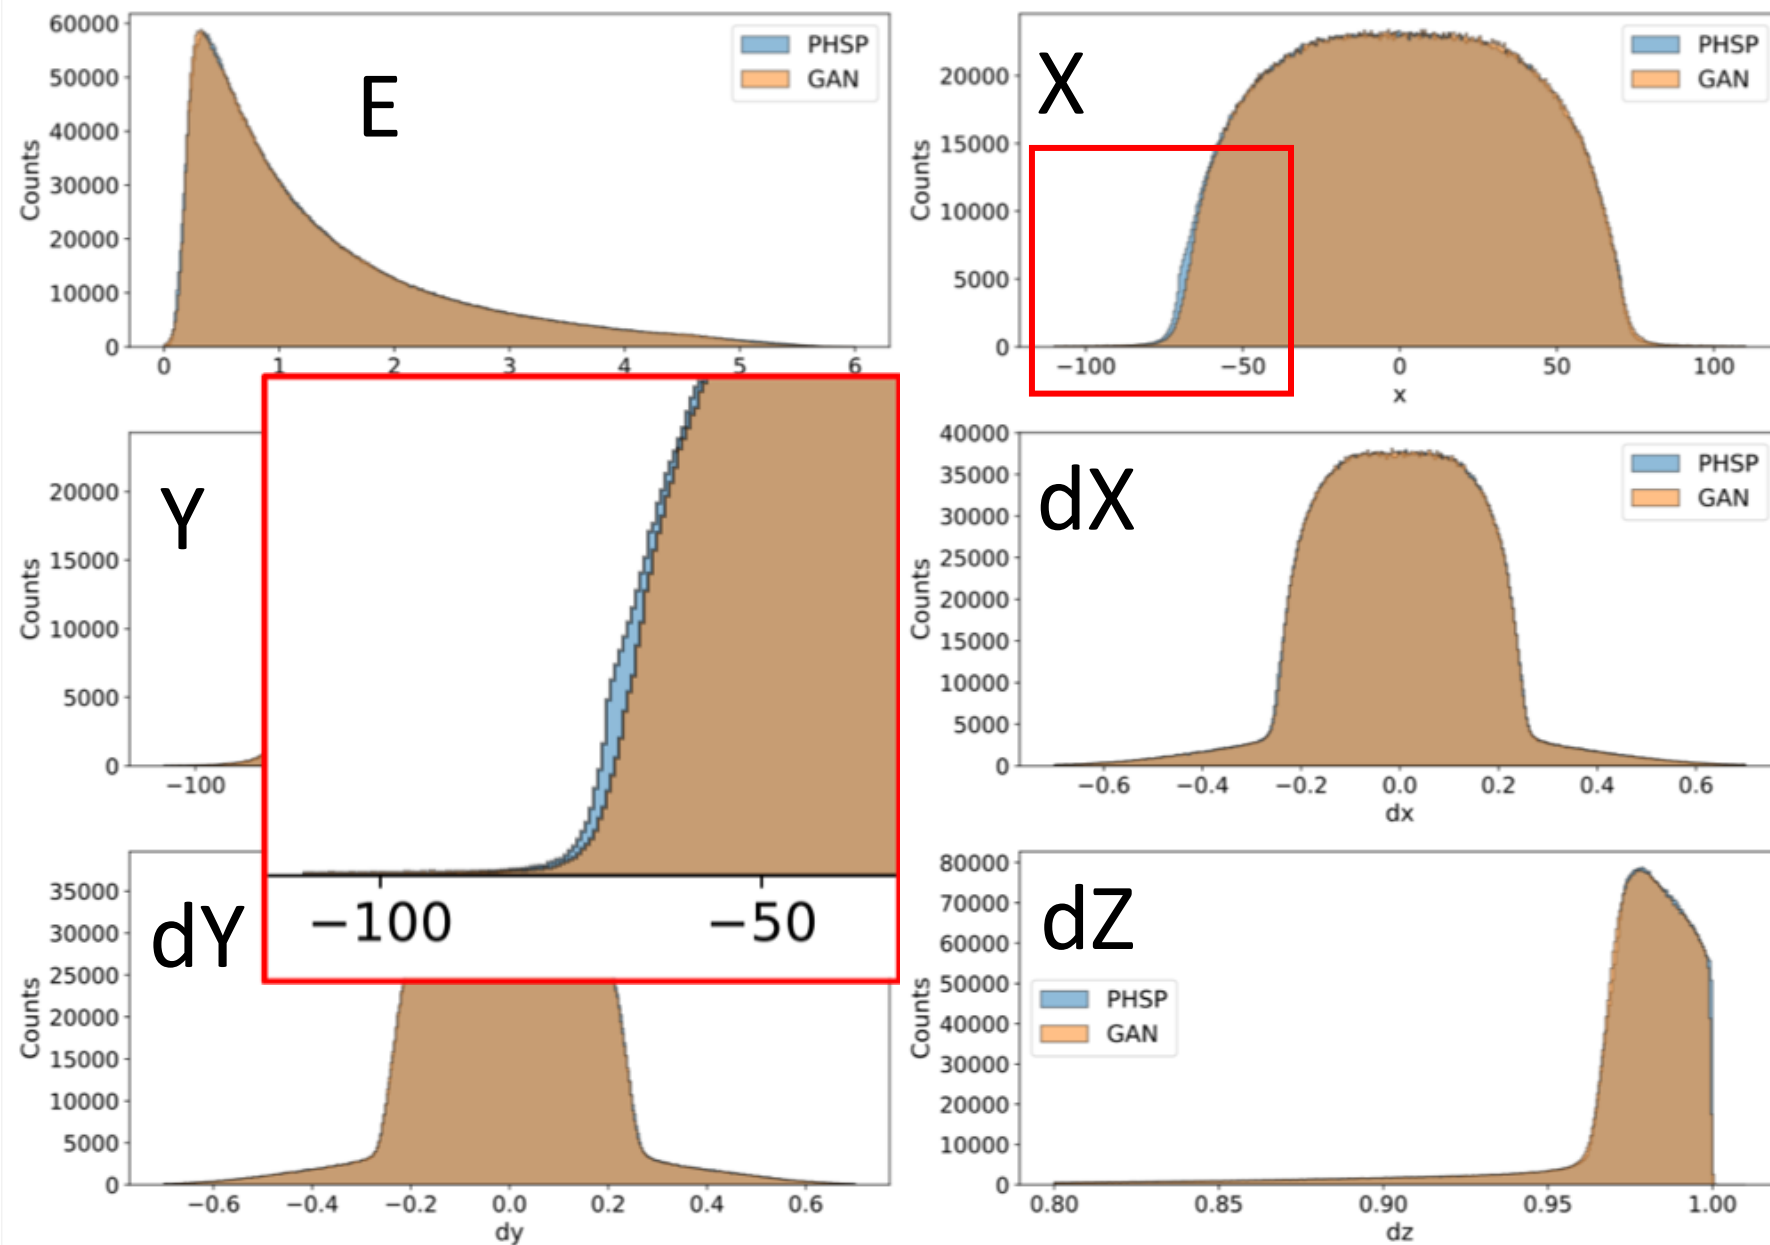 60000
50000
40000
30000
20000
10000
0
Counts
E
PHSP
GAN
0 1 2 3 4 5 6
20000
15000
10000
5000
0
Counts
X
PHSP
GAN
−100 −50 0 50 100
x
20000
15000
10000
5000
0
Counts
Y
−100
−100 −50
40000
35000
30000
25000
20000
15000
10000
5000
0
Counts
dX
PHSP
GAN
−0.6 −0.4 −0.2 0.0 0.2 0.4 0.6
dx
35000
30000
25000
20000
15000
10000
5000
0
Counts
dY
−0.6 −0.4 −0.2 0.0 0.2 0.4 0.6
dy
80000
70000
60000
50000
40000
30000
20000
10000
0
Counts
dZ
PHSP
GAN
0.80 0.85 0.90 0.95 1.00
dz